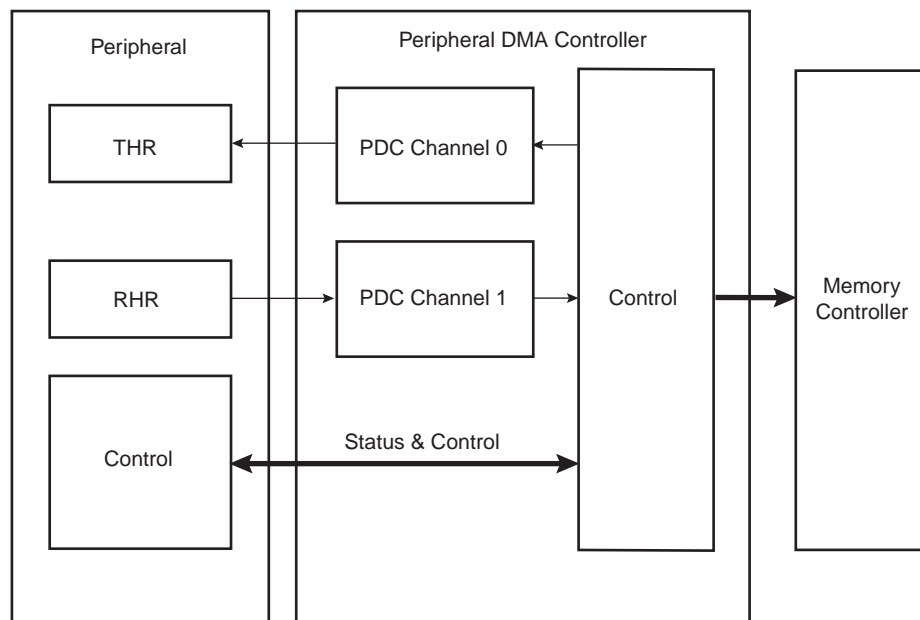 Peripheral
Peripheral DMA Controller
THR
PDC Channel 0
RHR
PDC Channel 1
Control
Memory
Controller
Control
Status & Control